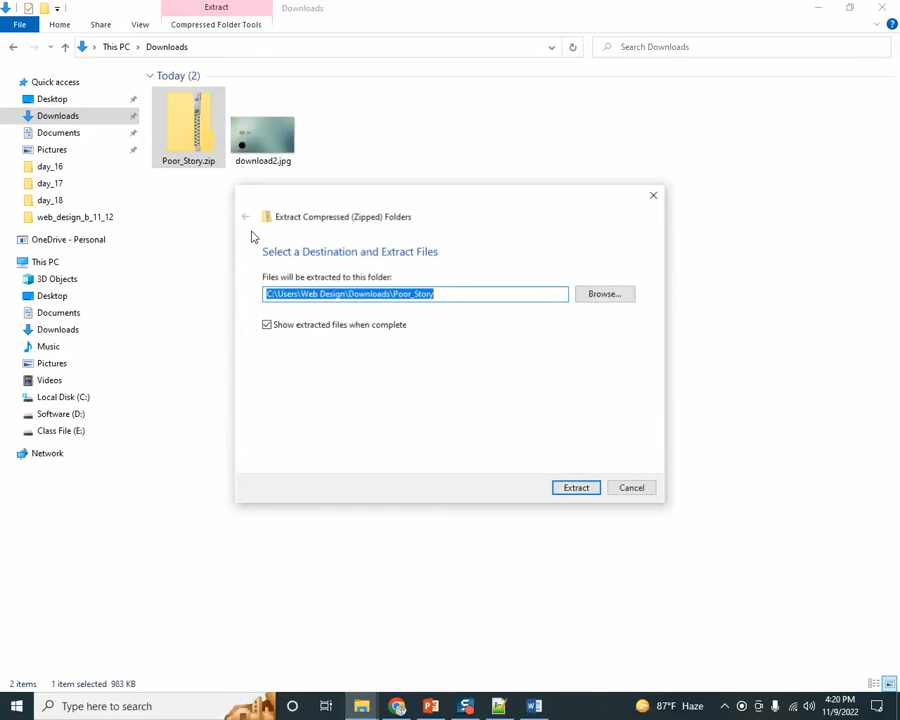 Extract
Downloads
File
Home
Share
View
Compressed Folder Tools
This PC
Downloads
Search Downloads
Quick access
Desktop
Downloads
Documents
Pictures
day_16
day_17
day_18
web_design_b_11_12
OneDrive - Personal
This PC
3D Objects
Desktop
Documents
Downloads
Music
Pictures
Videos
Local Disk (C:)
Software (D:)
Class File (E:)
Network
Today (2)
Poor_Story.zip
download2.jpg
Extract Compressed (Zipped) Folders
Select a Destination and Extract Files
Files will be extracted to this folder:
C:\Users\Web Design\Downloads\Poor_Story
Browse...
Show extracted files when complete
Extract
Cancel
2 items
1 item selected 983 KB
Type here to search
87°F Haze
4:20 PM
11/9/2022